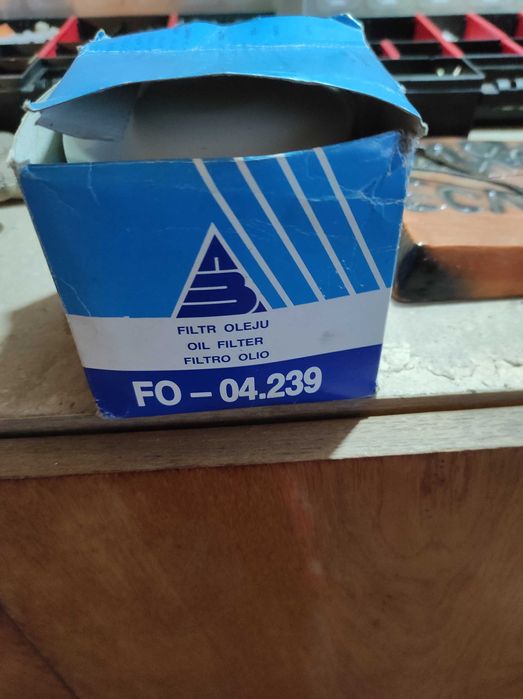 FILTR OLEJU
OIL FILTER
FILTRO OLIO
FO – 04.239